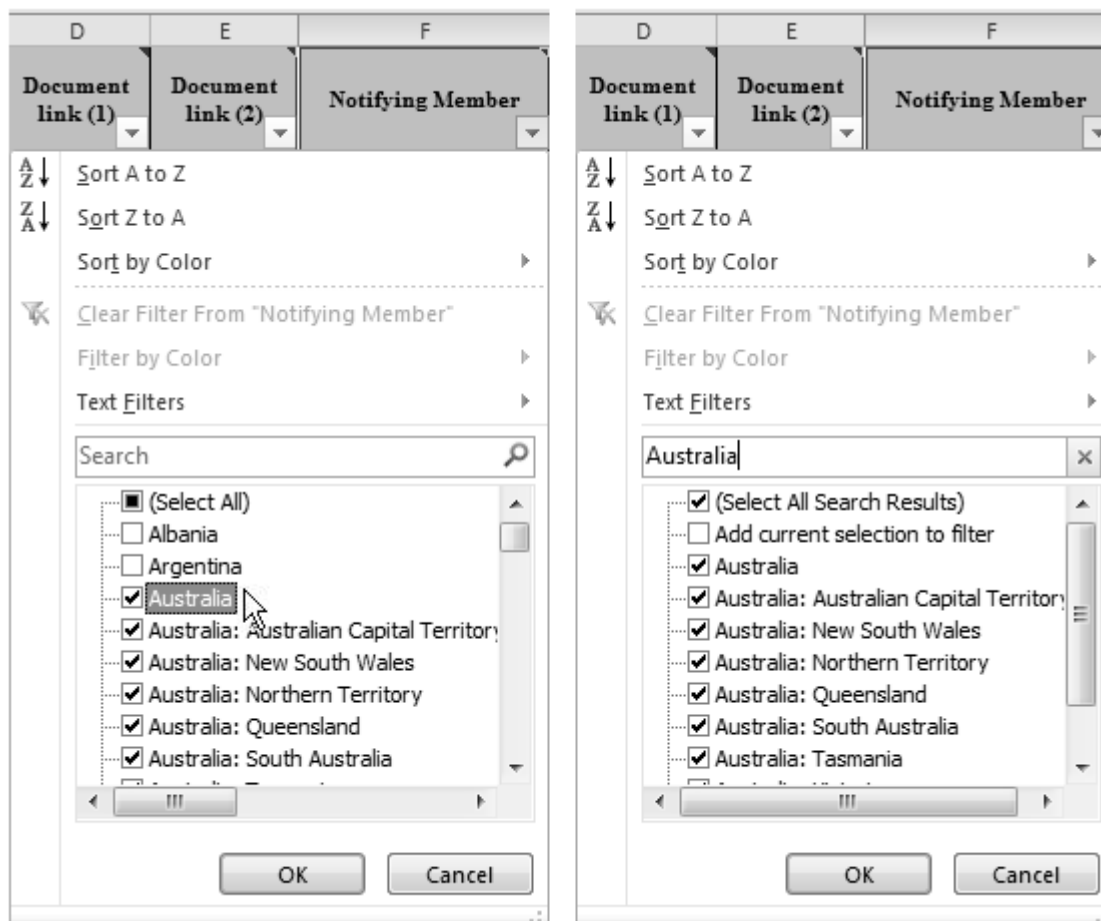 D E F
Document link (1) Document link (2) Notifying Member
A Z Sort A to Z
Z A Sort Z to A
Sort by Color
Clear Filter From "Notifying Member"
Filter by Color
Text Filters
Search
(Select All)
Albania
Argentina
Australia
Australia: Australian Capital Territory
Australia: New South Wales
Australia: Northern Territory
Australia: Queensland
Australia: South Australia
OK Cancel
D E F
Document link (1) Document link (2) Notifying Member
A Z Sort A to Z
Z A Sort Z to A
Sort by Color
Clear Filter From "Notifying Member"
Filter by Color
Text Filters
Australia
(Select All Search Results)
Add current selection to filter
Australia
Australia: Australian Capital Territory
Australia: New South Wales
Australia: Northern Territory
Australia: Queensland
Australia: South Australia
Australia: Tasmania
OK Cancel